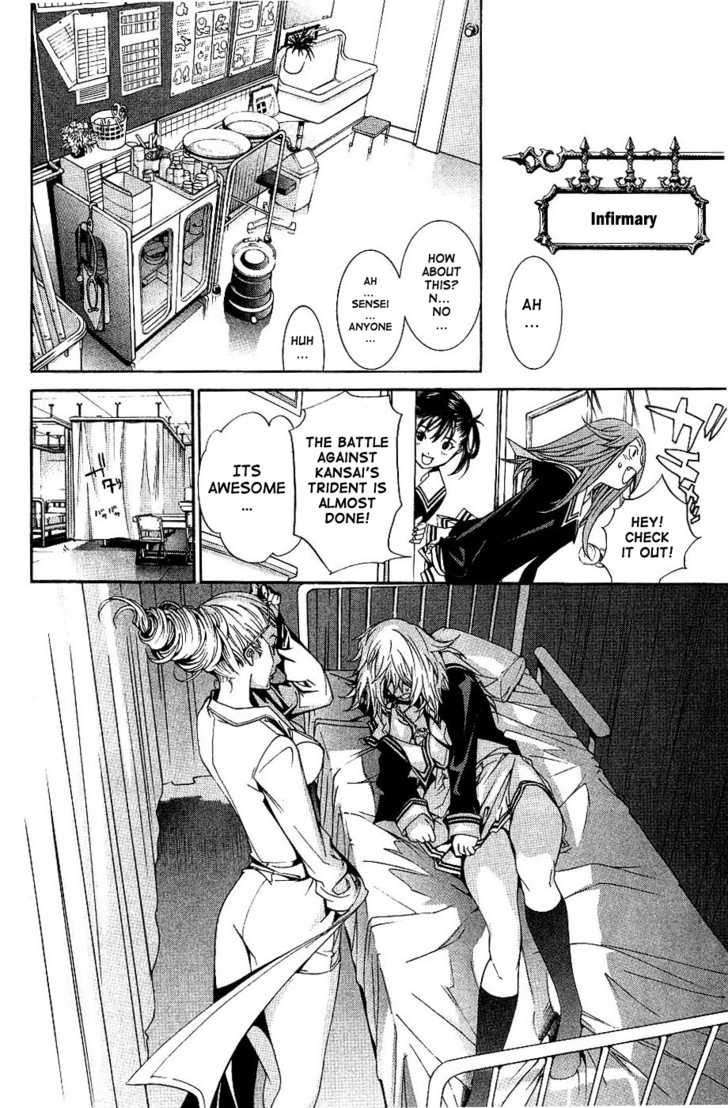 Infirmary
AH
...
HOW
ABOUT
THIS?
N...
NO
...
AH
...
SENSEI
...
ANYONE
...
HUH
...
HEY!
CHECK
IT OUT!
THE BATTLE
AGAINST
KANSAI'S
TRIDENT IS
ALMOST
DONE!
ITS
AWESOME
...